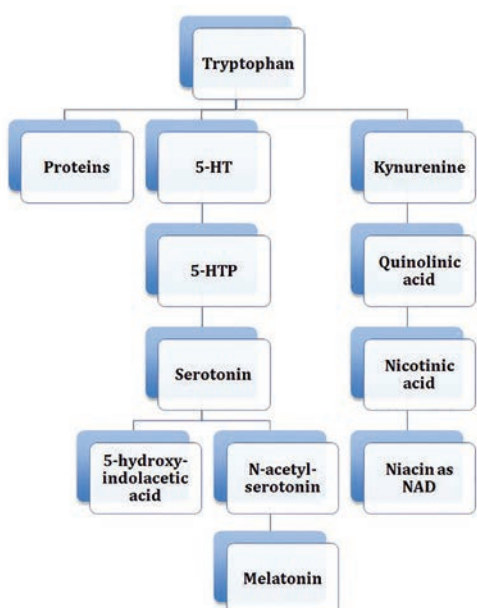 Tryptophan
Proteins
5-HT
Kynurenine
5-HTP
Quinolinic
acid
Serotonin
Nicotinic
acid
5-hydroxy-
indolacetic
acid
N-acetyl-
serotonin
Niacin as
NAD
Melatonin